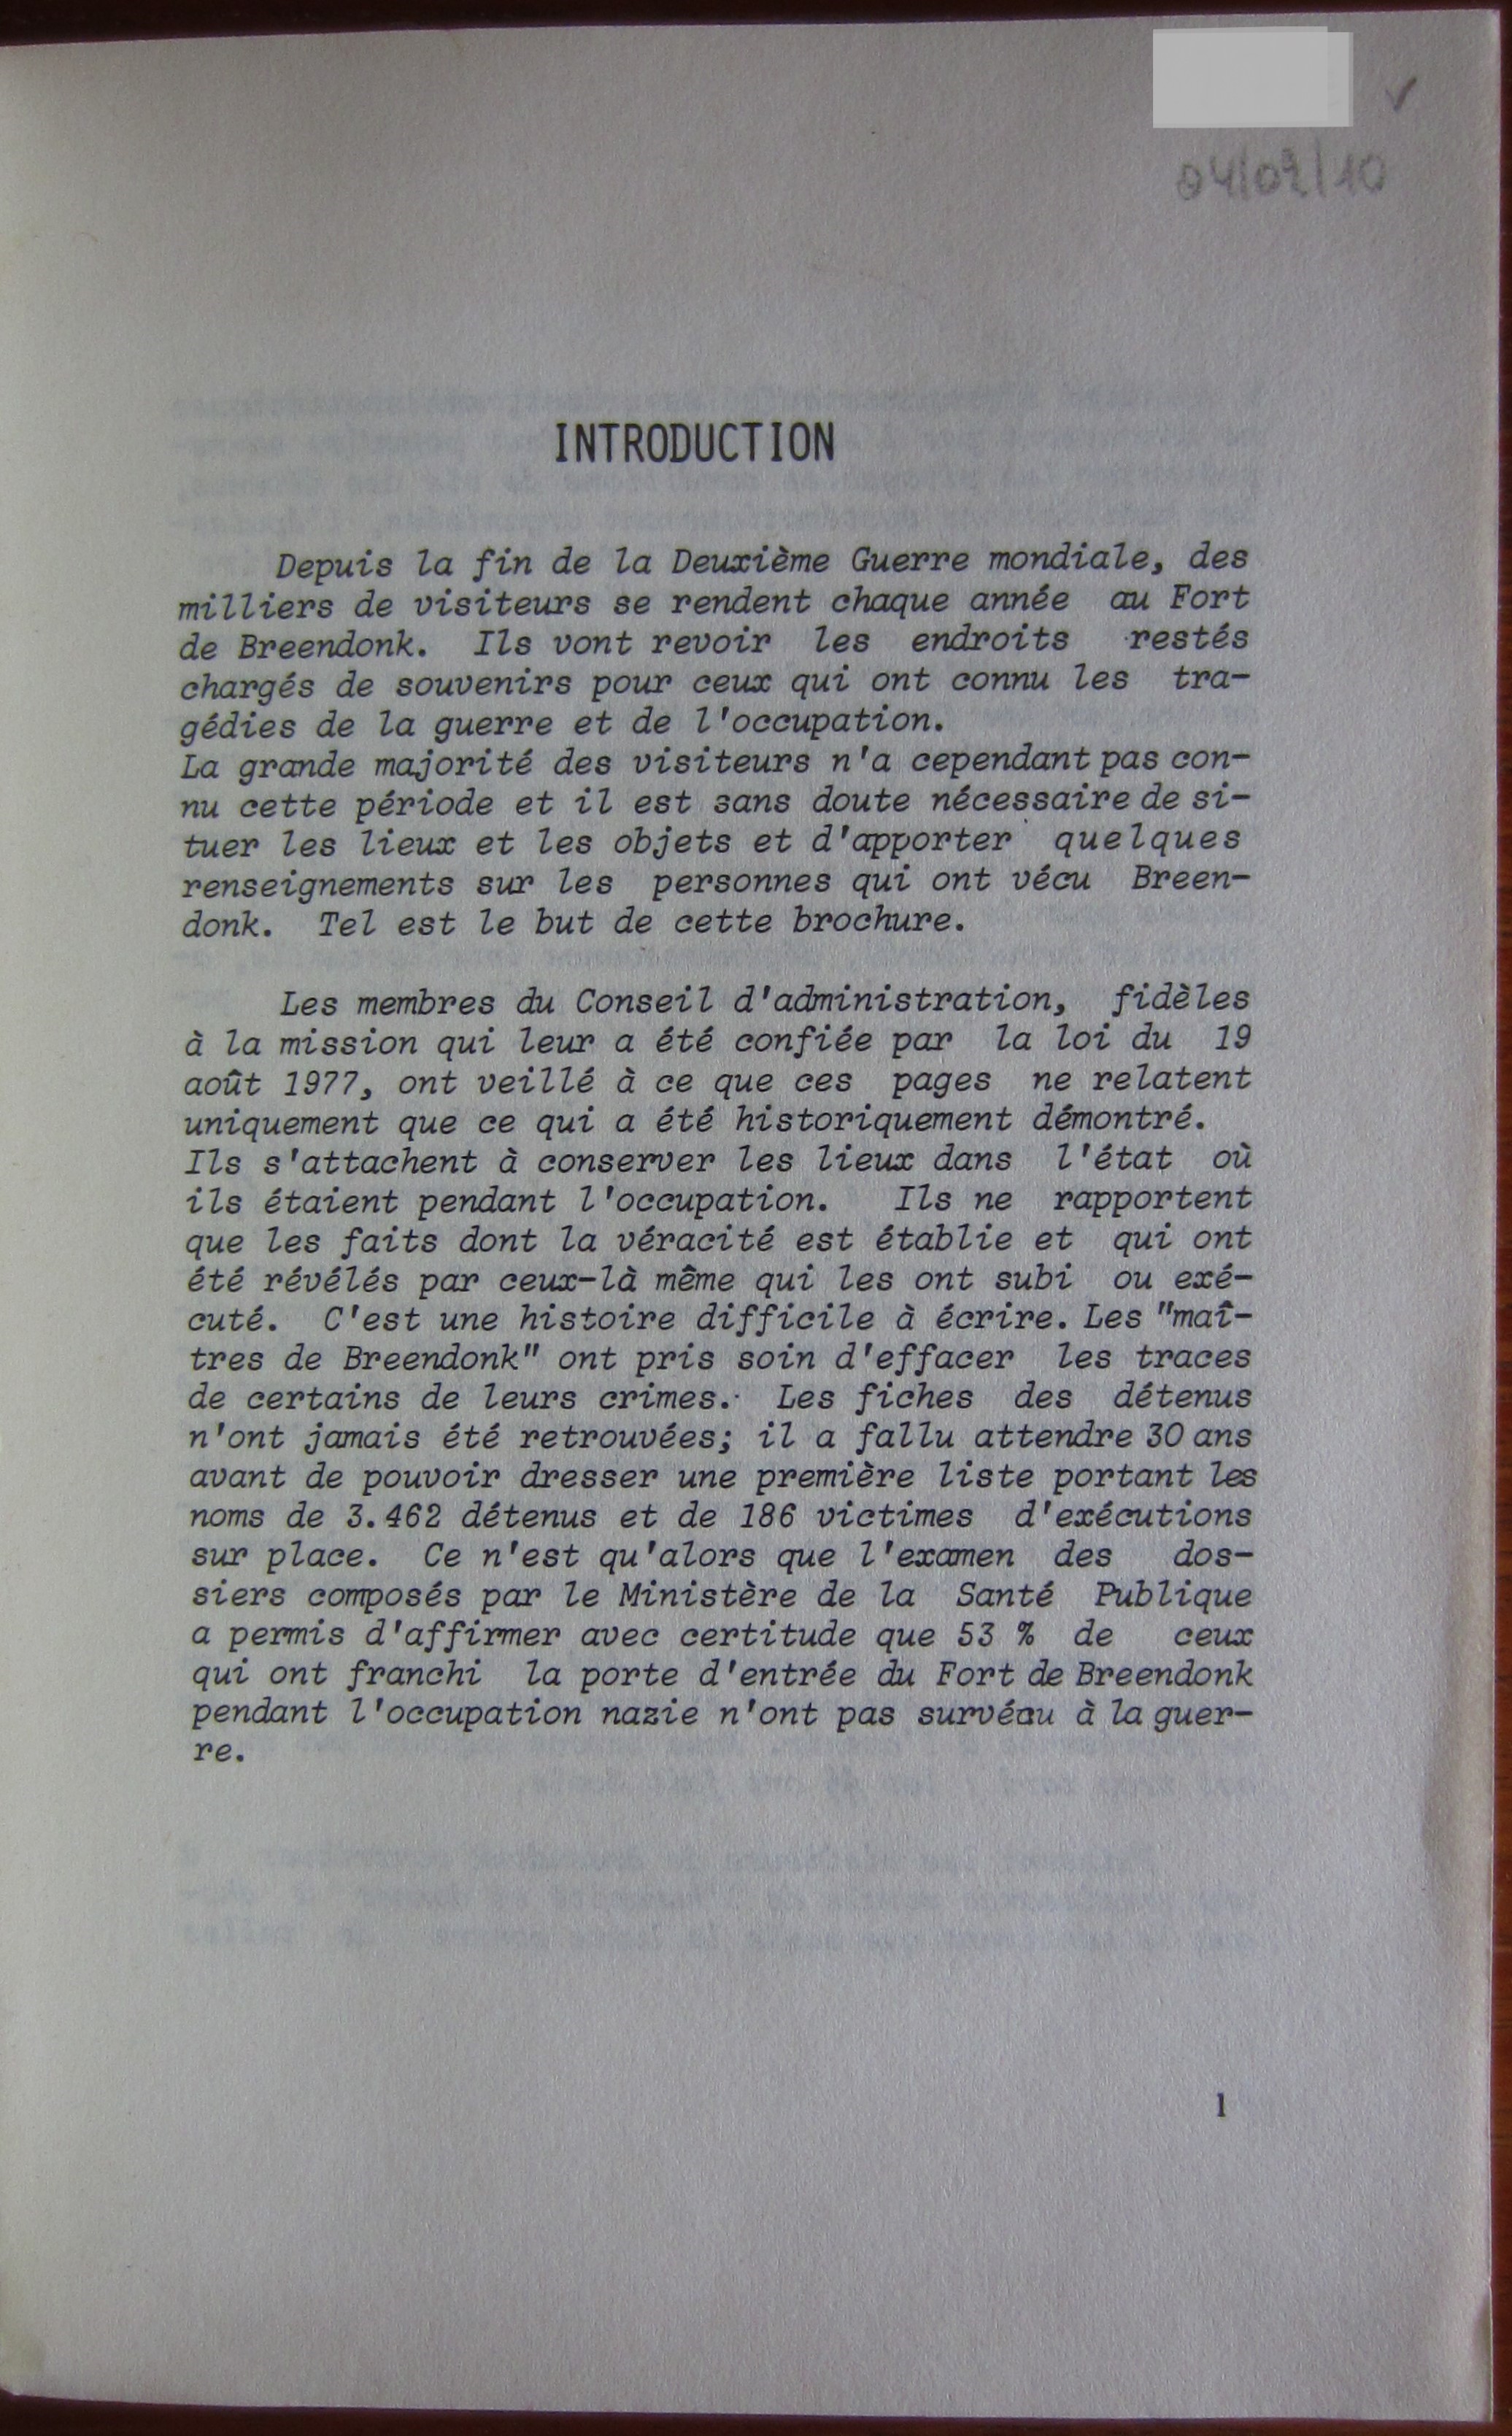 04/02/10
INTRODUCTION
Depuis la fin de la Deuxième Guerre mondiale, des
milliers de visiteurs se rendent chaque année au Fort
de Breendonk. Ils vont revoir les endroits restés
chargés de souvenirs pour ceux qui ont connu les tra-
gédies de la guerre et de l'occupation.
La grande majorité des visiteurs n'a cependant pas con-
nu cette période et il est sans doute nécessaire de si-
tuer les lieux et les objets et d'apporter quelques
renseignements sur les personnes qui ont vécu Breen-
donk. Tel est le but de cette brochure.
Les membres du Conseil d'administration, fidèles
à la mission qui leur a été confiée par la loi du 19
août 1977, ont veillé à ce que ces pages ne relatent
uniquement que ce qui a été historiquement démontré.
Ils s'attachent à conserver les lieux dans l'état où
ils étaient pendant l'occupation. Ils ne rapportent
que les faits dont la véracité est établie et qui ont
été révélés par ceux-là même qui les ont subi ou exé-
cuté. C'est une histoire difficile à écrire. Les "maî-
tres de Breendonk" ont pris soin d'effacer les traces
de certains de leurs crimes. Les fiches des détenus
n'ont jamais été retrouvées; il a fallu attendre 30 ans
avant de pouvoir dresser une première liste portant les
noms de 3.462 détenus et de 186 victimes d'exécutions
sur place. Ce n'est qu'alors que l'examen des dos-
siers composés par le Ministère de la Santé Publique
a permis d'affirmer avec certitude que 53 % de ceux
qui ont franchi la porte d'entrée du Fort de Breendonk
pendant l'occupation nazie n'ont pas survécu à la guer-
re.
1